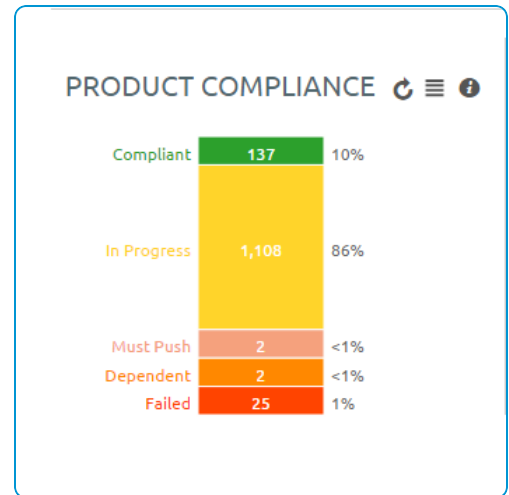 PRODUCT COMPLIANCE
Compliant 137 10%
In Progress 1,108 86%
Must Push 2 <1%
Dependent 2 <1%
Failed 25 1%